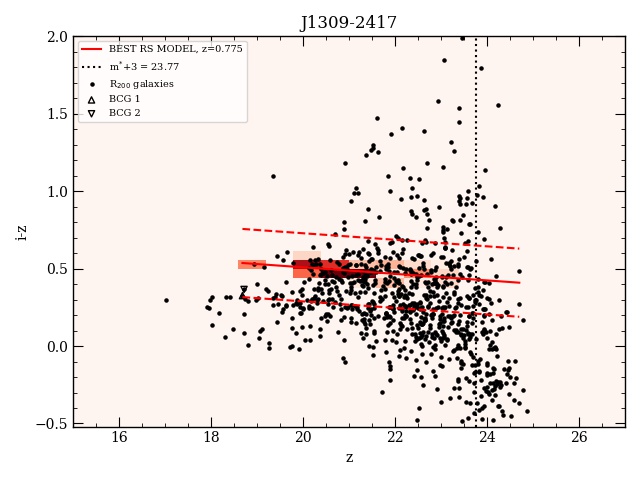 J1309-2417
BEST RS MODEL, z=0.775
m*+3 = 23.77
R200 galaxies
BCG 1
BCG 2
2.0
1.5
1.0
0.5
0.0
−0.5
i-z
16 18 20 22 24 26
z